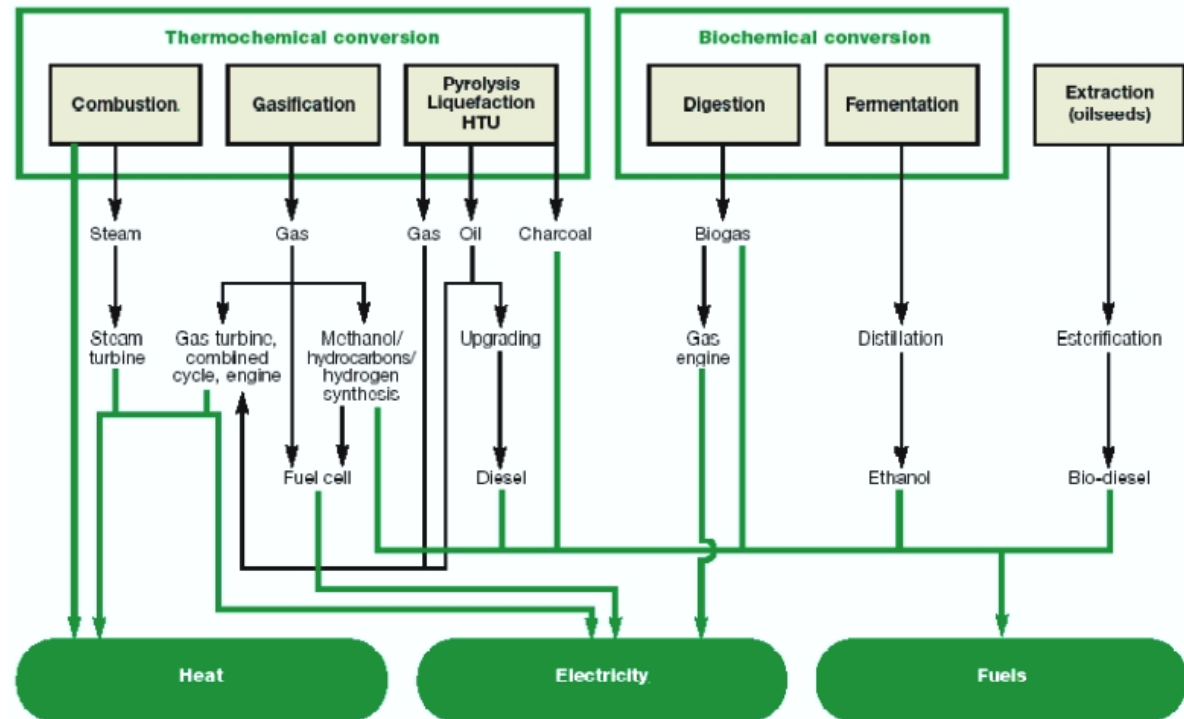 Thermochemical conversion
Biochemical conversion
Combustion.
Gasification
Pyrolysis
Liquefaction
HTU
Digestion
Fermentation
Extraction
(oilseeds)
Steam
Gas
Gas
Oil
Charcoal
Biogas
Steam
turbine
Gas turbine,
combined
cycle, engine
Methanol/
hydrocarbons/
hydrogen
synthesis
Upgrading
Gas
engine
Distillation
Esterification
Fuel cell
Diesel
Ethanol
Bio-diesel
Heat
Electricity.
Fuels